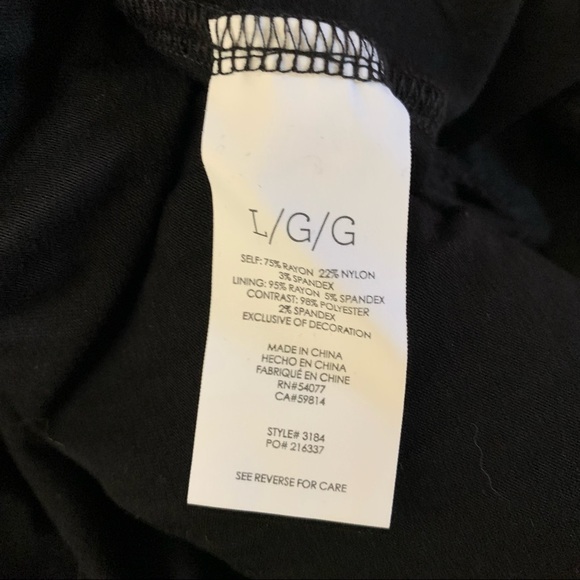 L/G/G
SELF: 75% RAYON 22% NYLON
3% SPANDEX
LINING: 95% RAYON 5% SPANDEX
CONTRAST: 98% POLYESTER
2% SPANDEX
EXCLUSIVE OF DECORATION
MADE IN CHINA
HECHO EN CHINA
FABRIQUÉ EN CHINE
RN#54077
CA#59814
STYLE# 3184
PO# 216337
SEE REVERSE FOR CARE